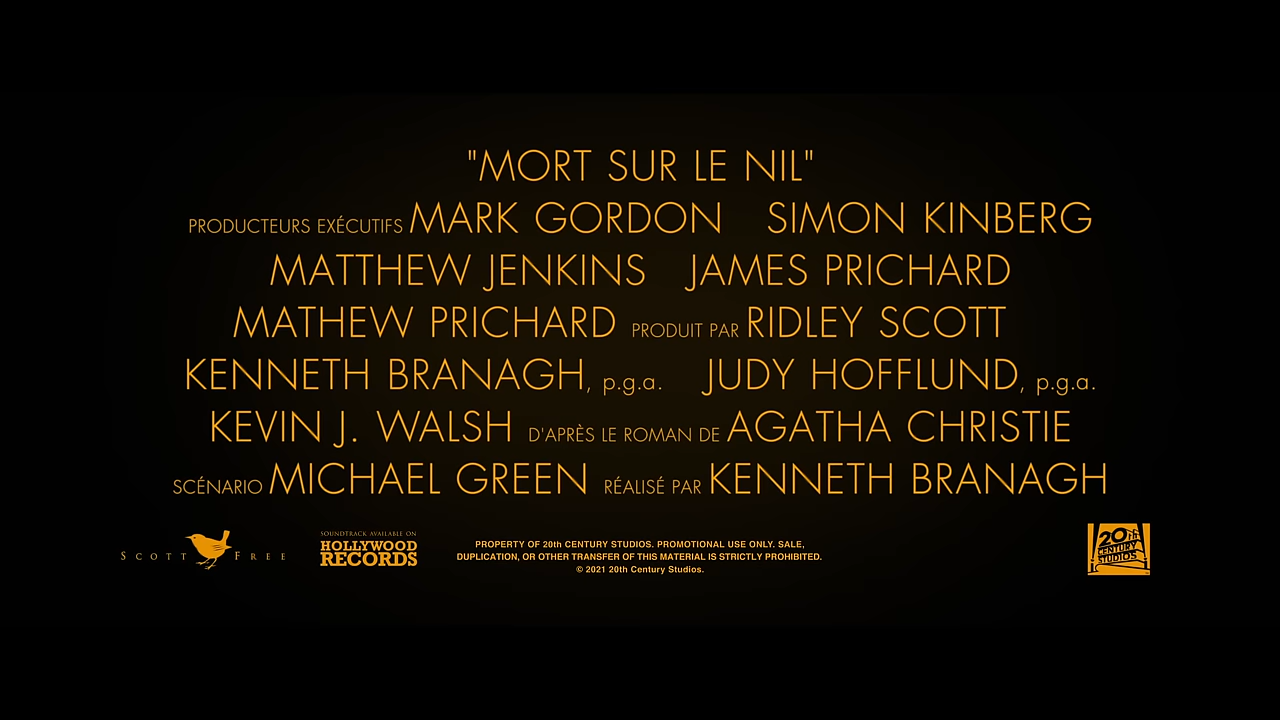 "MORT SUR LE NIL"
PRODUCTEURS EXÉCUTIFS MARK GORDON SIMON KINBERG
MATTHEW JENKINS JAMES PRICHARD
MATHEW PRICHARD PRODUIT PAR RIDLEY SCOTT
KENNETH BRANAGH, p.g.a. JUDY HOFFLUND, p.g.a.
KEVIN J. WALSH D'APRÈS LE ROMAN DE AGATHA CHRISTIE
SCÉNARIO MICHAEL GREEN RÉALISÉ PAR KENNETH BRANAGH
SCOTT FREE
SOUNDTRACK AVAILABLE ON
HOLLYWOOD
RECORDS
PROPERTY OF 20th CENTURY STUDIOS. PROMOTIONAL USE ONLY. SALE,
DUPLICATION, OR OTHER TRANSFER OF THIS MATERIAL IS STRICTLY PROHIBITED.
© 2021 20th Century Studios.
20th
CENTURY
STUDIOS